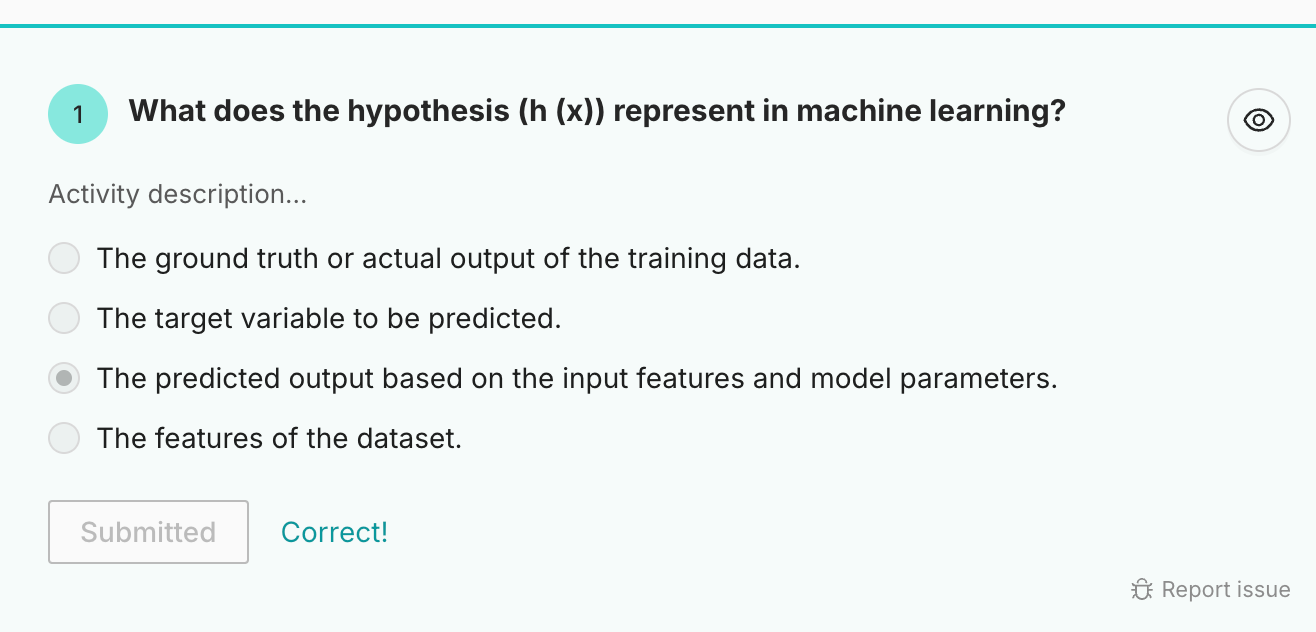 1
What does the hypothesis (h (x)) represent in machine learning?
Activity description...
The ground truth or actual output of the training data.
The target variable to be predicted.
The predicted output based on the input features and model parameters.
The features of the dataset.
Submitted
Correct!
Report issue